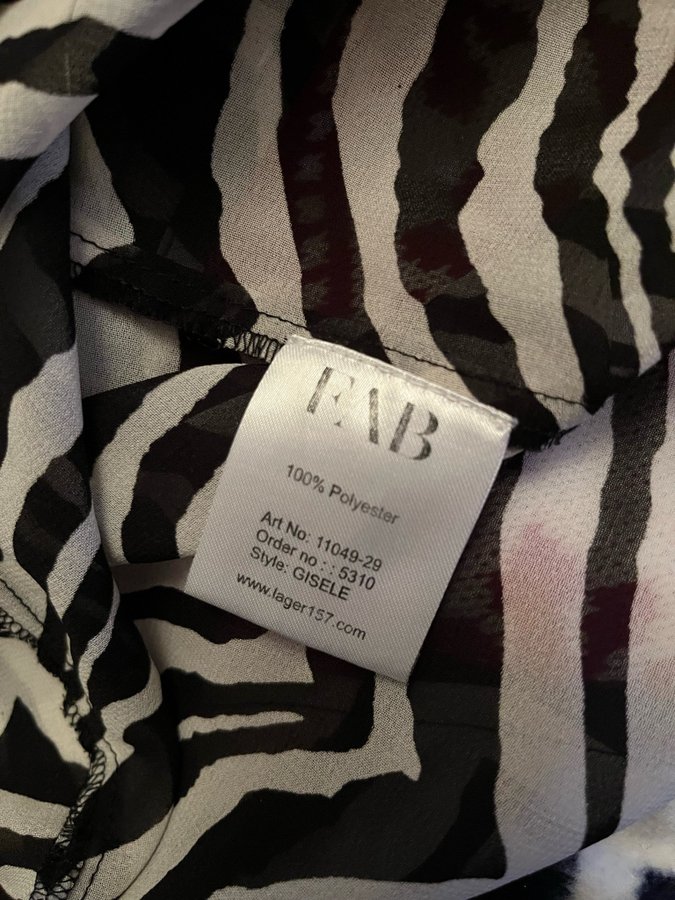 FAB
100% Polyester
Art No: 11049-29
Order no : : 5310
Style: GISELE
www.lager157.com